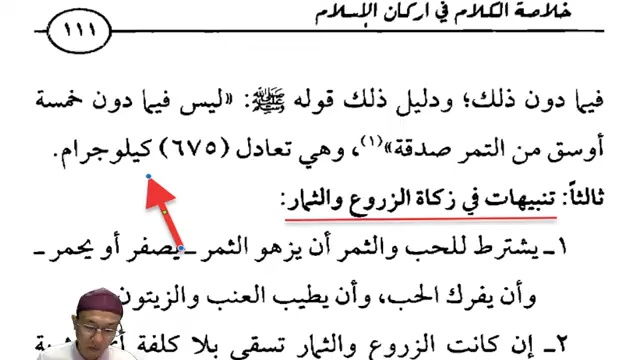 خلاصة الكلام في أركان الإسلام
١١١
فيما دون ذلك؛ ودليل ذلك قوله ﷺ: «ليس فيما دون خمسة
أوسق من التمر صدقة»(١)، وهي تعادل (٦٧٥) كيلوجرام.
ثالثاً: تنبيهات في زكاة الزروع والثمار:
١ـ يشترط للحب والثمر أن يزهو الثمر ـ يصفر أو يحمر ـ
وأن يفرك الحب، وأن يطيب العنب والزيتون
٢ـ إن كانت الزروع والثمار تسقى بلا كلفة